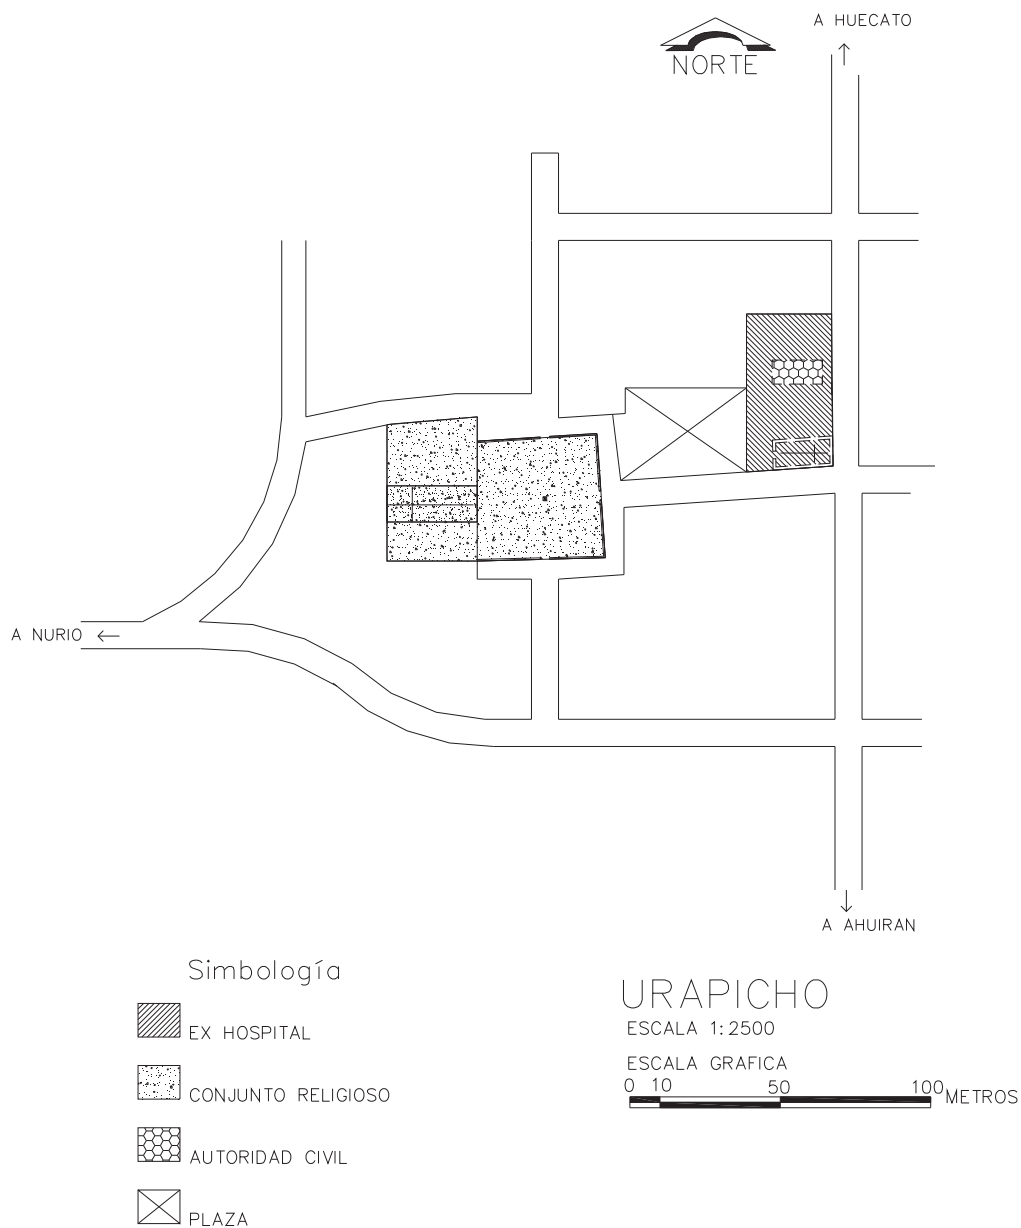 A HUECATO
NORTE
A NURIO
A AHUIRAN
Simbología
EX HOSPITAL
CONJUNTO RELIGIOSO
AUTORIDAD CIVIL
PLAZA
URAPICHO
ESCALA 1:2500
ESCALA GRAFICA
0 10 50 100 METROS